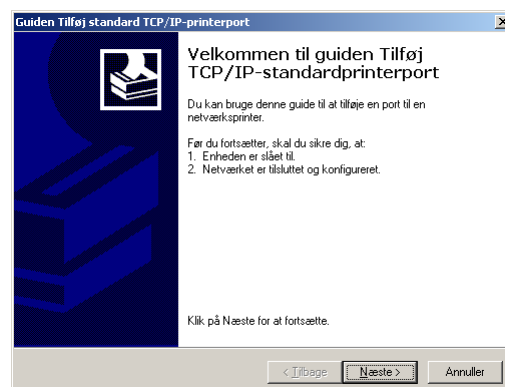 Guiden Tilføj standard TCP/IP-printerport
Velkommen til guiden Tilføj
TCP/IP-standardprinterport
Du kan bruge denne guide til at tilføje en port til en
netværksprinter.
Før du fortsætter, skal du sikre dig, at:
1. Enheden er slået til.
2. Netværket er tilsluttet og konfigureret.
Klik på Næste for at fortsætte.
< Tilbage
Næste >
Annuller